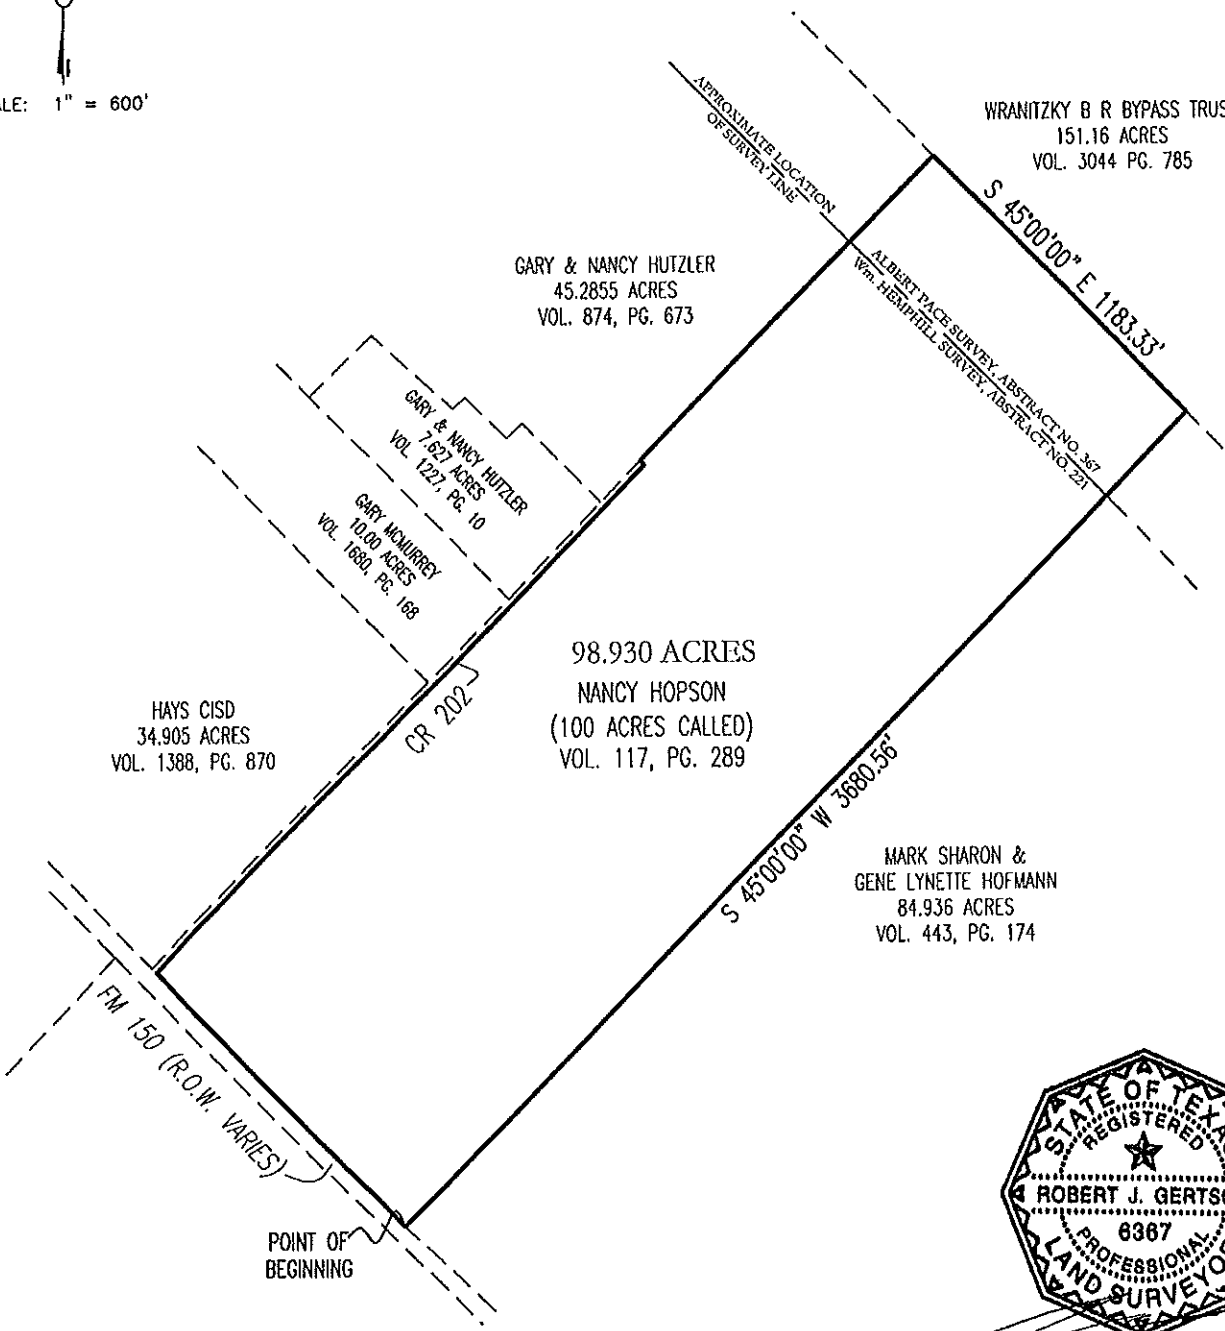 ALE: 1" = 600'
WRANITZKY B R BYPASS TRUS
151.16 ACRES
VOL. 3044 PG. 785
APPROXIMATE LOCATION
OF SURVEY LINE
S 45°00'00" E 1183.33'
GARY & NANCY HUTZLER
45.2855 ACRES
VOL. 874, PG. 673
ALBERT PACE SURVEY, ABSTRACT NO. 367
Wm. HEMPHILL SURVEY, ABSTRACT NO. 221
GARY & NANCY HUTZLER
7.627 ACRES
VOL. 1227, PG. 10
GARY MCMURREY
10.00 ACRES
VOL. 1680, PG. 168
98.930 ACRES
NANCY HOPSON
(100 ACRES CALLED)
VOL. 117, PG. 289
HAYS CISD
34.905 ACRES
VOL. 1388, PG. 870
CR 202
S 45°00'00" W 3680.56'
MARK SHARON &
GENE LYNETTE HOFMANN
84.936 ACRES
VOL. 443, PG. 174
FM 150 (R.O.W. VARIES)
POINT OF
BEGINNING
STATE OF TEXAS
REGISTERED
ROBERT J. GERTS
6367
PROFESSIONAL
LAND SURVEYOR